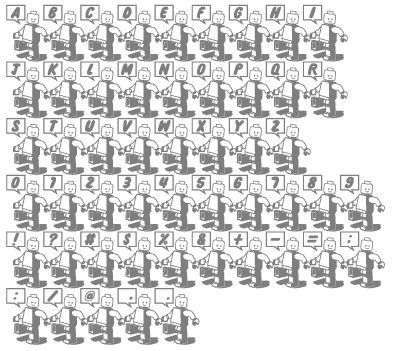 A B C D E F G H I
J K L M N O P Q R
S T U V W X Y Z
0 1 2 3 4 5 6 7 8 9
! ? # $ % & + - = :
; / @ . ,